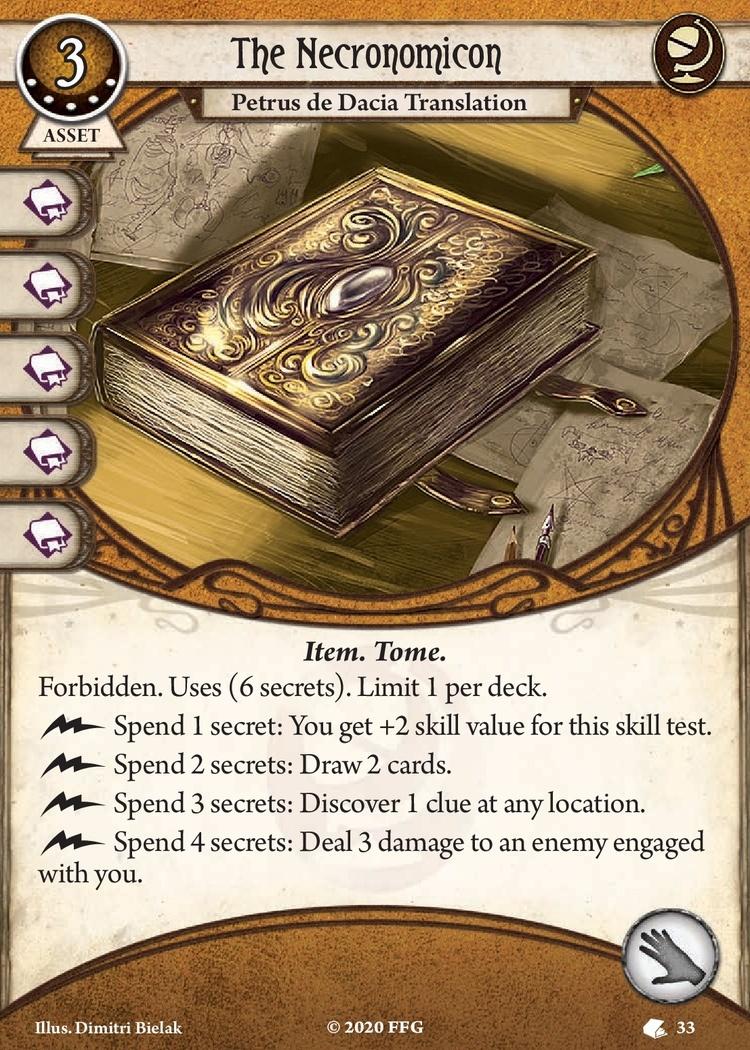 3
The Necronomicon
Petrus de Dacia Translation
ASSET
Item. Tome.
Forbidden. Uses (6 secrets). Limit 1 per deck.
Spend 1 secret: You get +2 skill value for this skill test.
Spend 2 secrets: Draw 2 cards.
Spend 3 secrets: Discover 1 clue at any location.
Spend 4 secrets: Deal 3 damage to an enemy engaged
with you.
Illus. Dimitri Bielak
© 2020 FFG
33